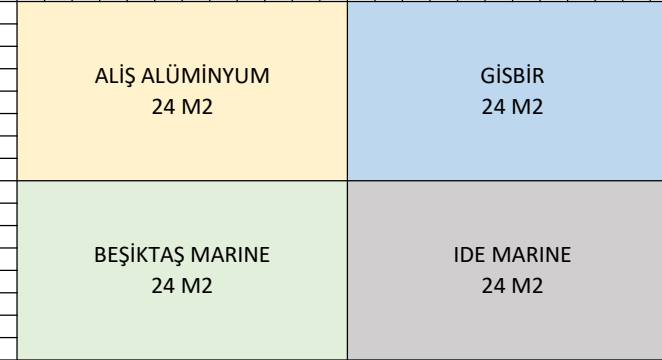 ALİŞ ALÜMİNYUM
24 M2
GİSBİR
24 M2
BEŞİKTAŞ MARINE
24 M2
IDE MARINE
24 M2